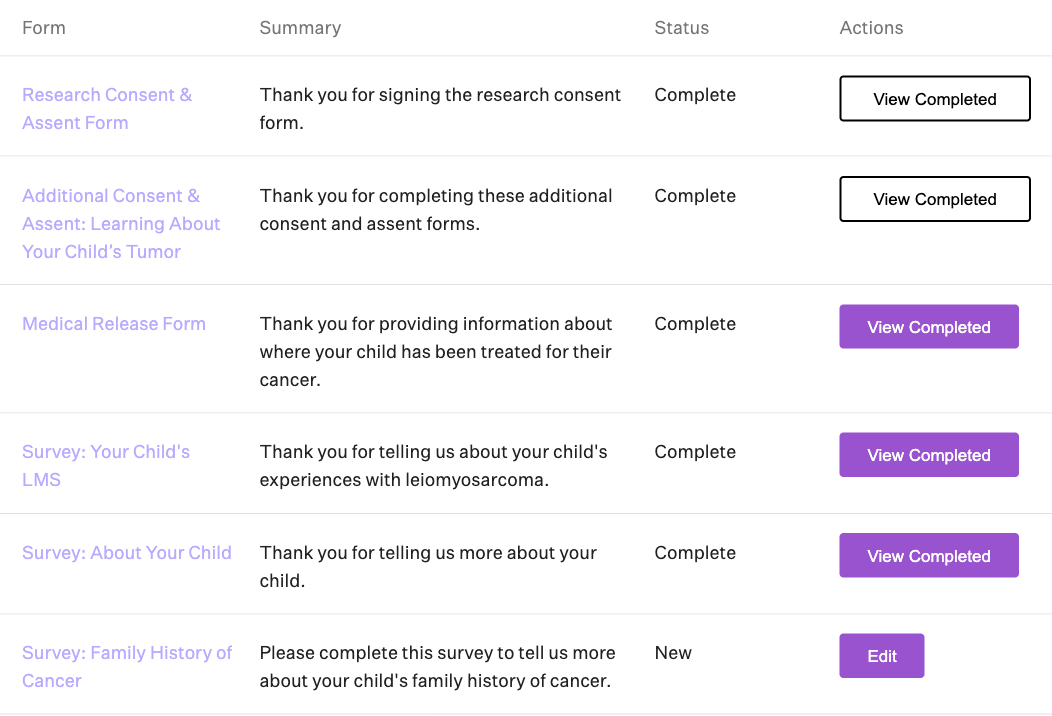 Form Summary Status Actions
Research Consent & Thank you for signing the research consent Complete View Completed
Assent Form form.
Additional Consent & Thank you for completing these additional Complete View Completed
Assent: Learning About consent and assent forms.
Your Child’s Tumor
Medical Release Form Thank you for providing information about Complete View Completed
where your child has been treated for their
cancer.
Survey: Your Child's Thank you for telling us about your child's Complete View Completed
LMS experiences with leiomyosarcoma.
Survey: About Your Child Thank you for telling us more about your Complete View Completed
child.
Survey: Family History of Please complete this survey to tell us more New Edit
Cancer about your child's family history of cancer.